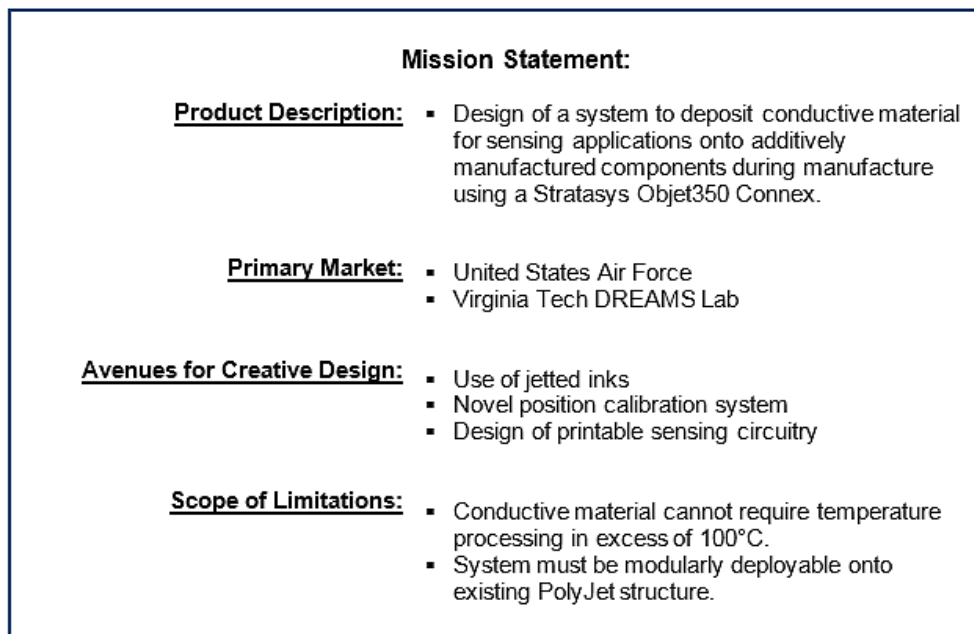 Mission Statement:
Product Description:
▪ Design of a system to deposit conductive material
for sensing applications onto additively
manufactured components during manufacture
using a Stratasys Objet350 Connex.
Primary Market:
▪ United States Air Force
▪ Virginia Tech DREAMS Lab
Avenues for Creative Design:
▪ Use of jetted inks
▪ Novel position calibration system
▪ Design of printable sensing circuitry
Scope of Limitations:
▪ Conductive material cannot require temperature
processing in excess of 100°C.
▪ System must be modularly deployable onto
existing PolyJet structure.